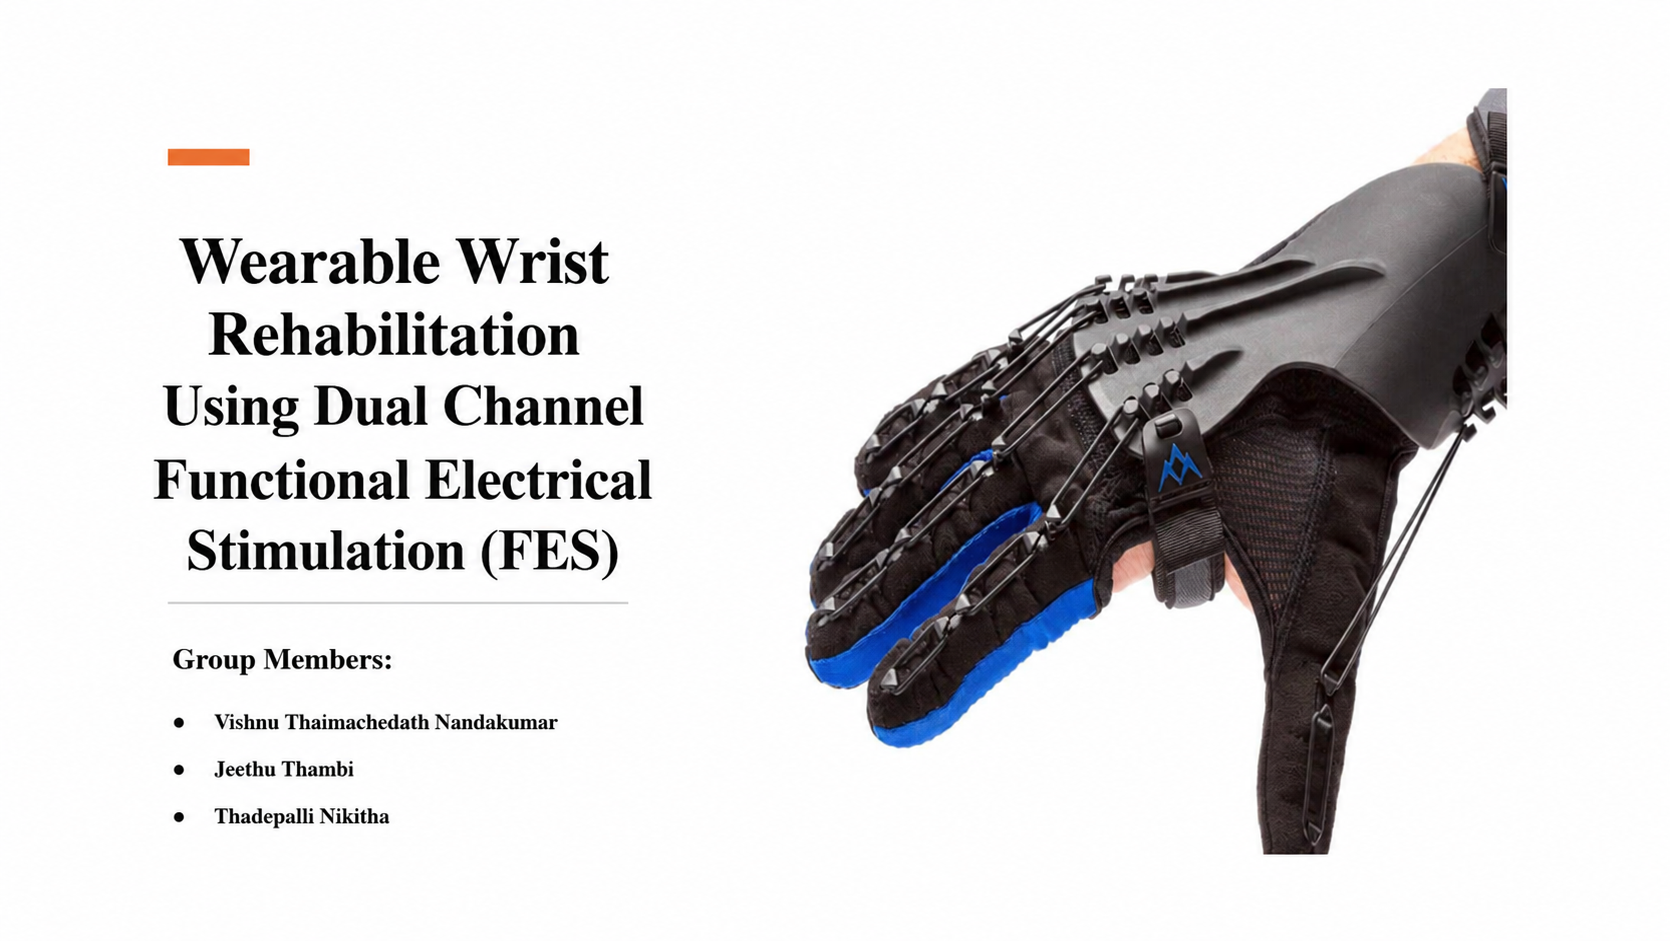 Wearable Wrist
Rehabilitation
Using Dual Channel
Functional Electrical
Stimulation (FES)
Group Members:
● Vishnu Thaimachedath Nandakumar
● Jeethu Thambi
● Thadepalli Nikitha